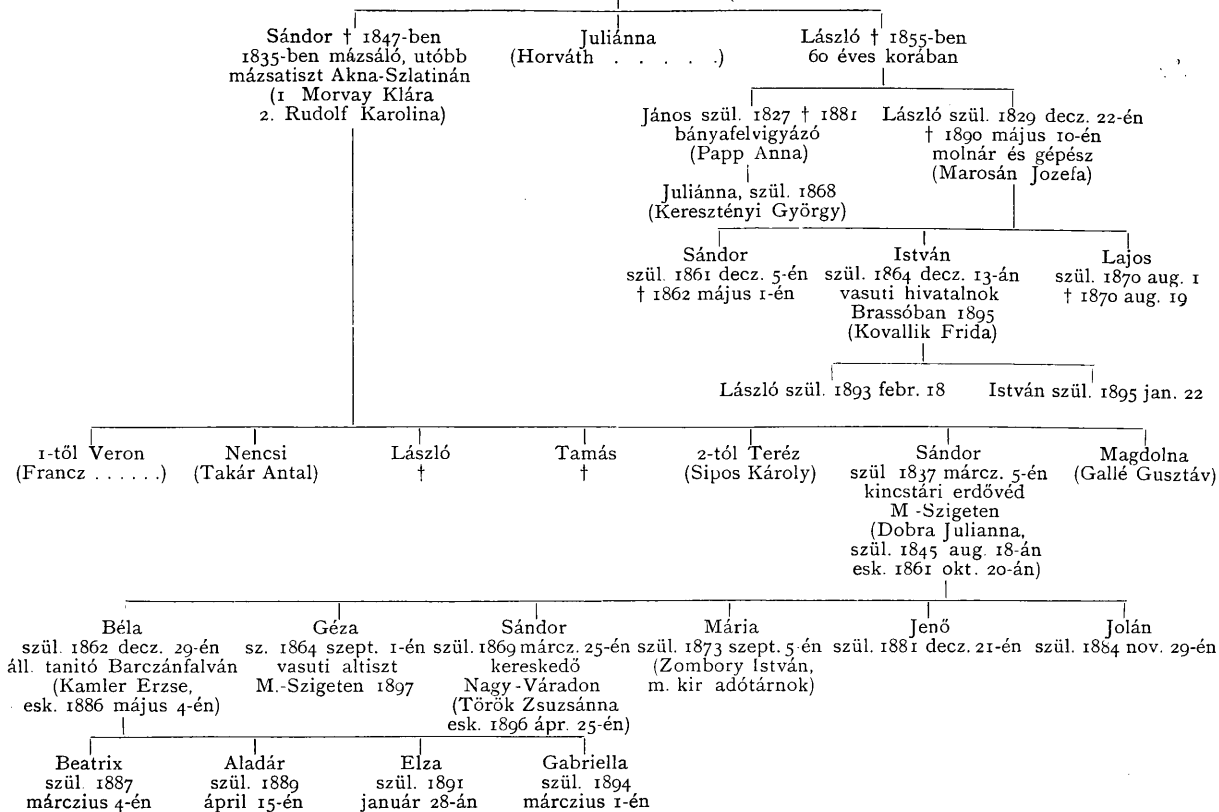 Sándor † 1847-ben
1835-ben mázsáló, utóbb
mázsatiszt Akna-Szlatinán
(1 Morvay Klára
2. Rudolf Karolina)
Juliánna
(Horváth . . . . . )
László † 1855-ben
60 éves korában
János szül. 1827 † 1881
bányafelvigyázó
(Papp Anna)
László szül. 1829 decz. 22-én
† 1890 május 10-én
molnár és gépész
(Marosán Jozefa)
Juliánna, szül. 1868
(Keresztényi György)
Sándor
szül. 1861 decz. 5-én
† 1862 május 1-én
István
szül. 1864 decz. 13-án
vasuti hivatalnok
Brassóban 1895
(Kovallik Frida)
Lajos
szül. 1870 aug. 1
† 1870 aug. 19
László szül. 1893 febr. 18
István szül. 1895 jan. 22
1-től Veron
(Francz . . . . . .)
Nencsi
(Takár Antal)
László
†
Tamás
†
2-tól Teréz
(Sipos Károly)
Sándor
szül 1837 márcz. 5-én
kincstári erdővéd
M -Szigeten
(Dobra Julianna,
szül. 1845 aug. 18-án
esk. 1861 okt. 20-án)
Magdolna
(Gallé Gusztáv)
Béla
szül. 1862 decz. 29-én
áll. tanitó Barczánfalván
(Kamler Erzse,
esk. 1886 május 4-én)
Géza
sz. 1864 szept. 1-én
vasuti altiszt
M.-Szigeten 1897
Sándor
szül. 1869 márcz. 25-én
kereskedő
Nagy-Váradon
(Török Zsuzsánna
esk. 1896 ápr. 25-én)
Mária
szül. 1873 szept. 5-én
(Zombory István,
m. kir adótárnok)
Jenő
szül. 1881 decz. 21-én
Jolán
szül. 1884 nov. 29-én
Beatrix
szül. 1887
márczius 4-én
Aladár
szül. 1889
ápril 15-én
Elza
szül. 1891
január 28-án
Gabriella
szül. 1894
márczius 1-én